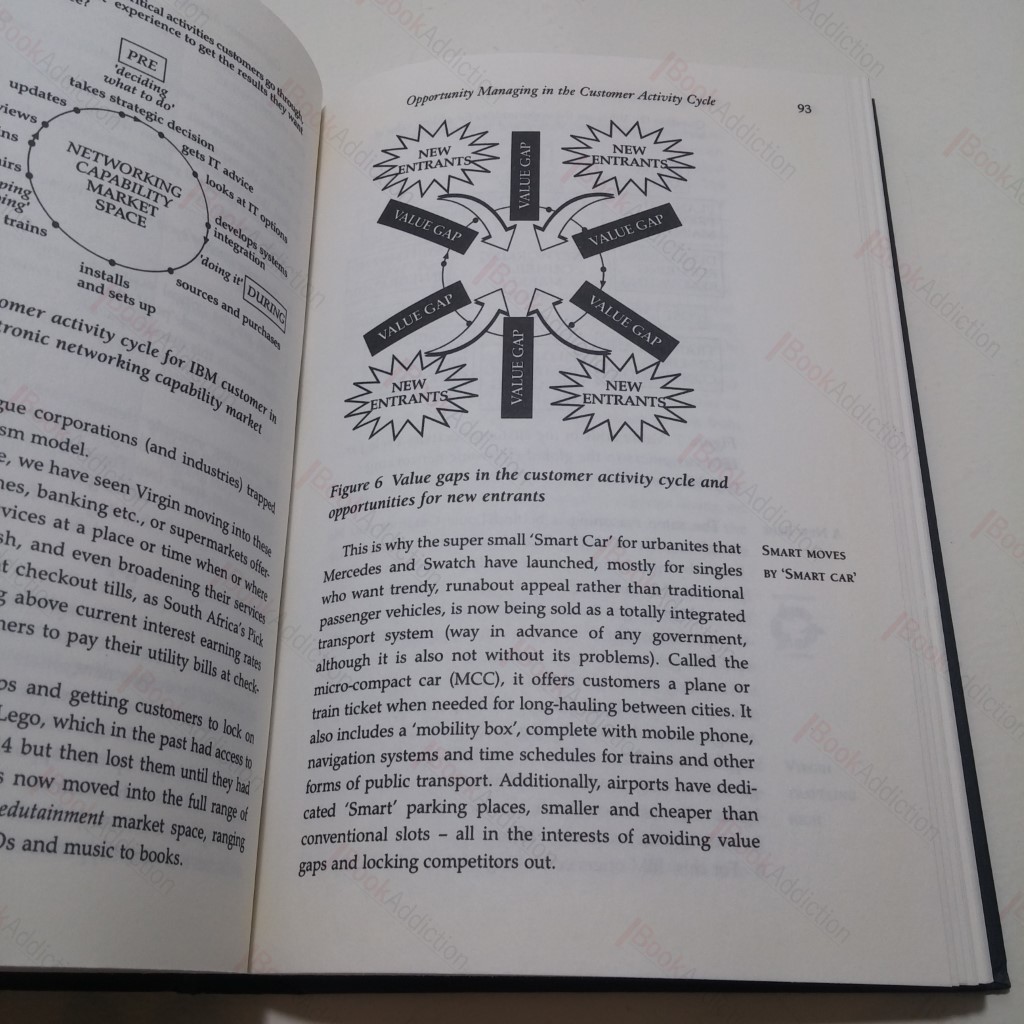 critical activities customers go through
experience to get the results they want
PRE
'deciding
what to do'
takes strategic decision
updates
gets IT advice
looks at IT options
NETWORKING
CAPABILITY
MARKET
SPACE
develops systems
integration
'doing it'
DURING
trains
installs
and sets up
sources and purchases
activity cycle for IBM customer in
networking capability market
corporations (and industries) trapped
model.
we have seen Virgin moving into these
banking etc., or supermarkets offer-
at a place or time when or where
and even broadening their services
checkout tills, as South Africa's Pick
above current interest earning rates
to pay their utility bills at check-
and getting customers to lock on
Lego, which in the past had access to
4 but then lost them until they had
now moved into the full range of
edutainment market space, ranging
and music to books.
Opportunity Managing in the Customer Activity Cycle
93
NEW
ENTRANTS
VALUE GAP
NEW
ENTRANTS
VALUE GAP
VALUE GAP
VALUE GAP
VALUE GAP
VALUE GAP
NEW
ENTRANTS
NEW
ENTRANTS
Figure 6 Value gaps in the customer activity cycle and
opportunities for new entrants
This is why the super small 'Smart Car' for urbanites that
Mercedes and Swatch have launched, mostly for singles
who want trendy, runabout appeal rather than traditional
passenger vehicles, is now being sold as a totally integrated
transport system (way in advance of any government,
although it is also not without its problems). Called the
micro-compact car (MCC), it offers customers a plane or
train ticket when needed for long-hauling between cities. It
also includes a 'mobility box', complete with mobile phone,
navigation systems and time schedules for trains and other
forms of public transport. Additionally, airports have dedi-
cated 'Smart' parking places, smaller and cheaper than
conventional slots – all in the interests of avoiding value
gaps and locking competitors out.
SMART MOVES
BY 'SMART CAR'
BookAddiction